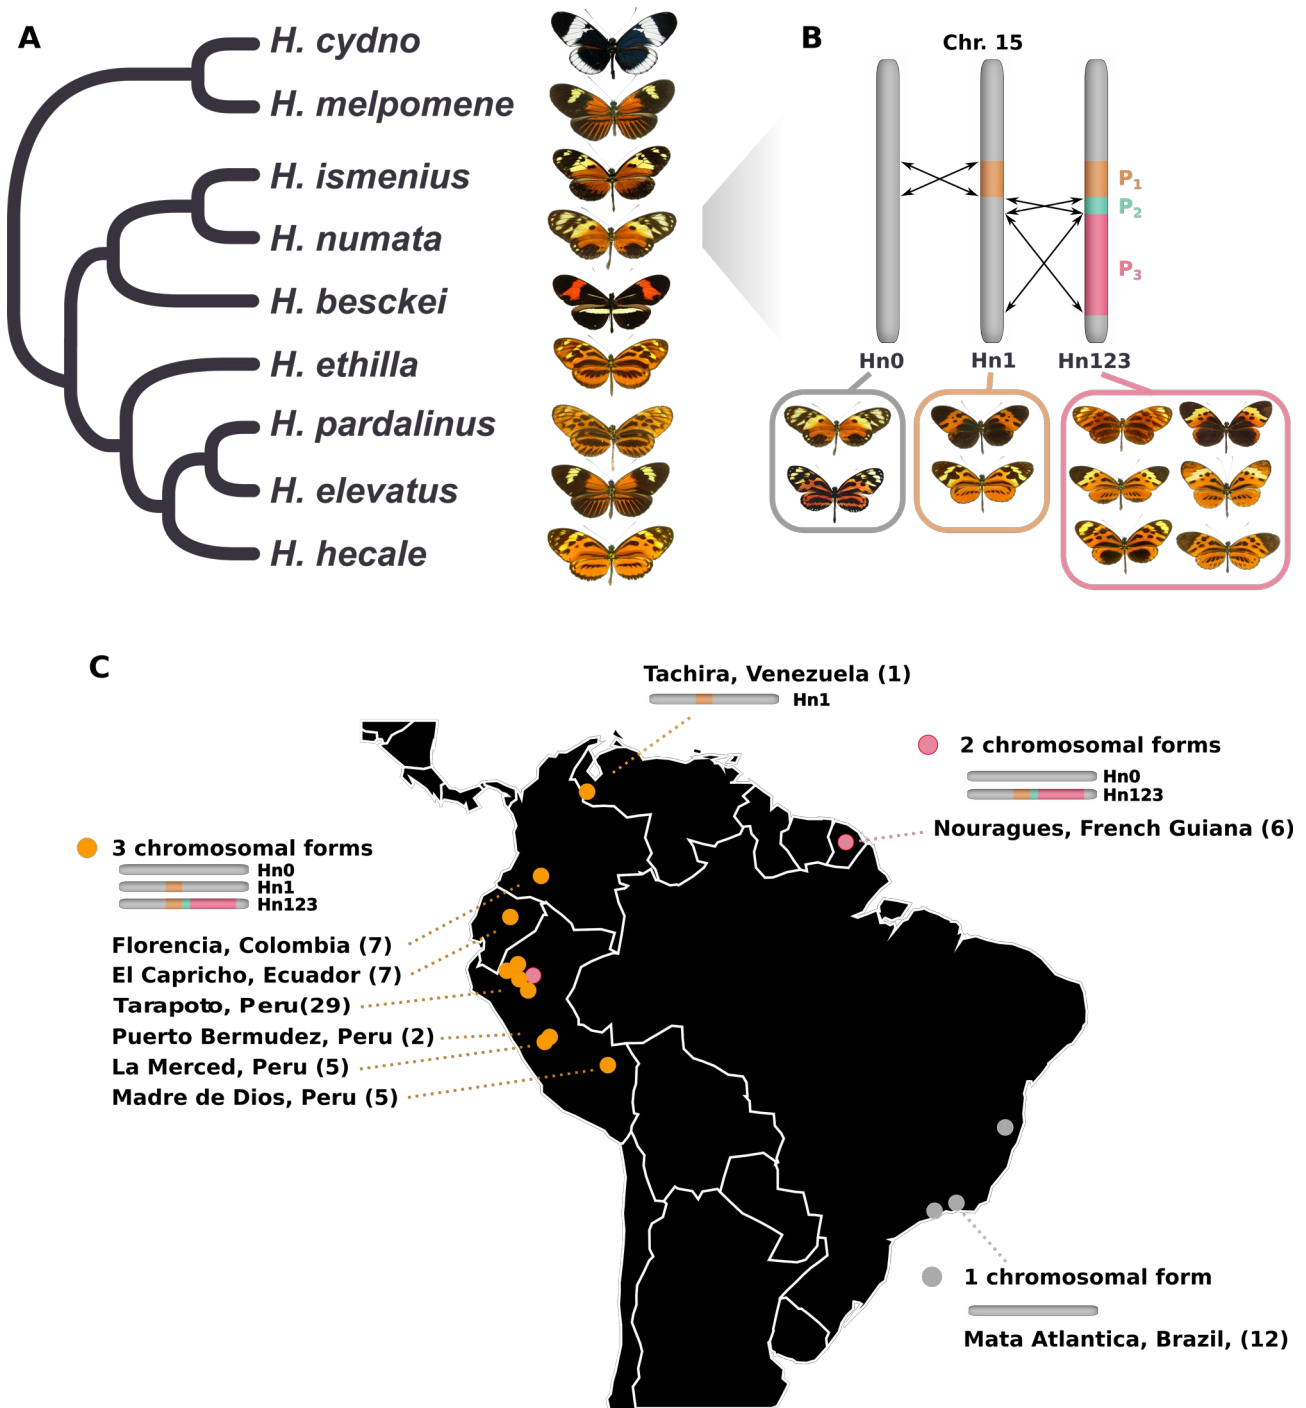 A
H. cydno
H. melpomene
H. ismenius
H. numata
H. besckei
H. ethilla
H. pardalinus
H. elevatus
H. hecale
B
Chr. 15
P1
P2
P3
Hn0
Hn1
Hn123
C
Tachira, Venezuela (1)
Hn1
2 chromosomal forms
Hn0
Hn123
Nouragues, French Guiana (6)
3 chromosomal forms
Hn0
Hn1
Hn123
Florencia, Colombia (7)
El Capricho, Ecuador (7)
Tarapoto, Peru(29)
Puerto Bermudez, Peru (2)
La Merced, Peru (5)
Madre de Dios, Peru (5)
1 chromosomal form
Mata Atlantica, Brazil, (12)